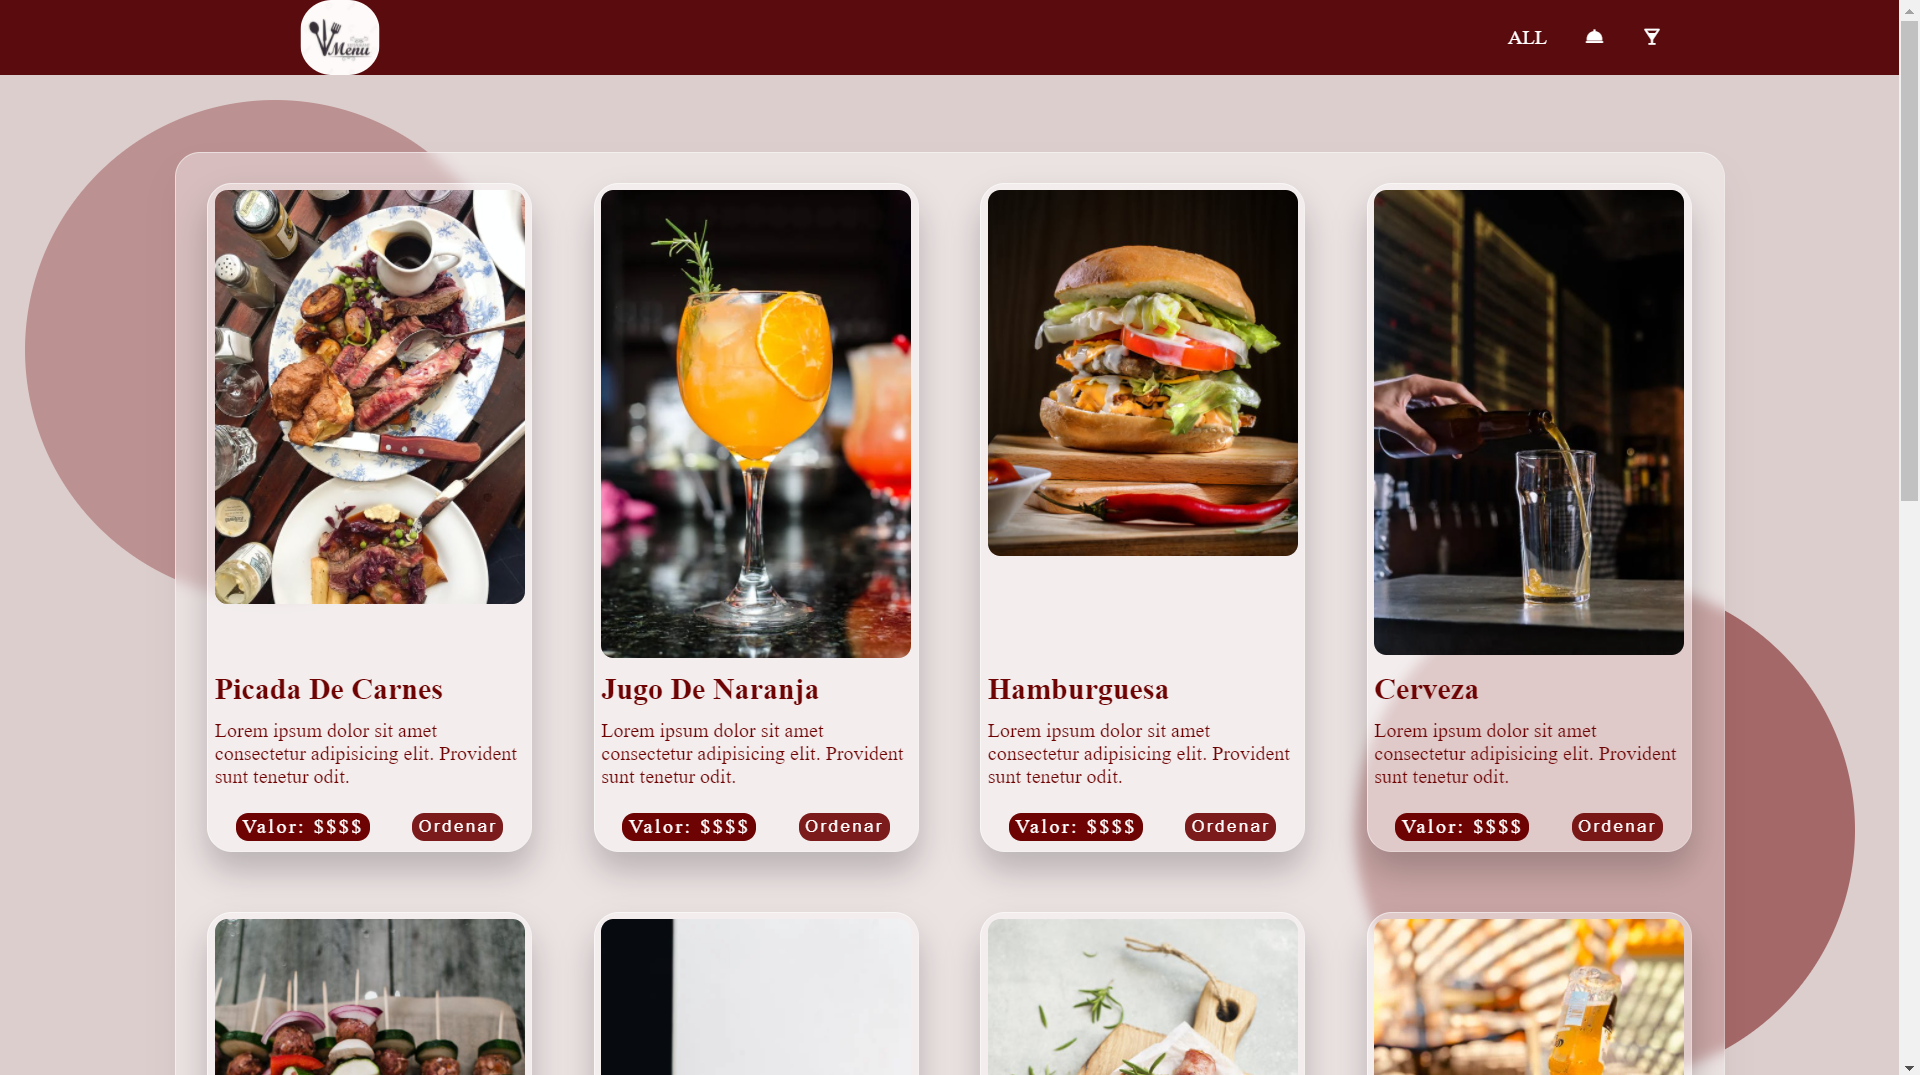 Menu
ALL
Picada De Carnes
Lorem ipsum dolor sit amet
consectetur adipisicing elit. Provident
sunt tenetur odit.
Valor: $$$$
Ordenar
Jugo De Naranja
Lorem ipsum dolor sit amet
consectetur adipisicing elit. Provident
sunt tenetur odit.
Valor: $$$$
Ordenar
Hamburguesa
Lorem ipsum dolor sit amet
consectetur adipisicing elit. Provident
sunt tenetur odit.
Valor: $$$$
Ordenar
Cerveza
Lorem ipsum dolor sit amet
consectetur adipisicing elit. Provident
sunt tenetur odit.
Valor: $$$$
Ordenar